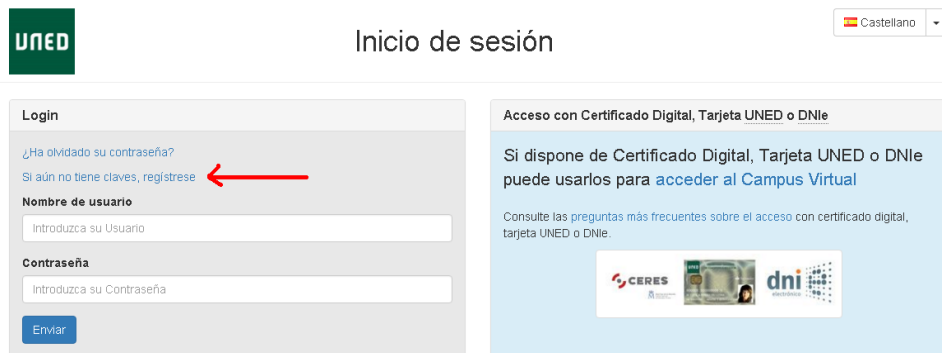 UNED
Inicio de sesión
Castellano
Login
¿Ha olvidado su contraseña?
Si aún no tiene claves, regístrese
Nombre de usuario
Introduzca su Usuario
Contraseña
Introduzca su Contraseña
Enviar
Acceso con Certificado Digital, Tarjeta UNED o DNIe
Si dispone de Certificado Digital, Tarjeta UNED o DNIe
puede usarlos para acceder al Campus Virtual
Consulte las preguntas más frecuentes sobre el acceso con certificado digital,
tarjeta UNED o DNIe.
CERES
UNED
dni
electrónico